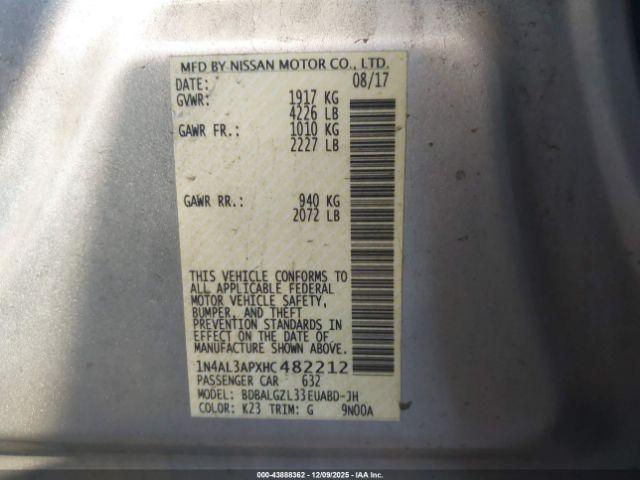 MFD BY NISSAN MOTOR CO., LTD.
DATE: 08/17
GVWR: 1917 KG
4226 LB
GAWR FR.: 1010 KG
2227 LB
GAWR RR.: 940 KG
2072 LB
THIS VEHICLE CONFORMS TO
ALL APPLICABLE FEDERAL
MOTOR VEHICLE SAFETY,
BUMPER, AND THEFT
PREVENTION STANDARDS IN
EFFECT ON THE DATE OF
MANUFACTURE SHOWN ABOVE.
1N4AL3APXHC482212
PASSENGER CAR 632
MODEL: BDBALGZL33EUABD-JH
COLOR: K23 TRIM: G 9N00A
000-43888362 - 12/09/2025 - IAAI.COM